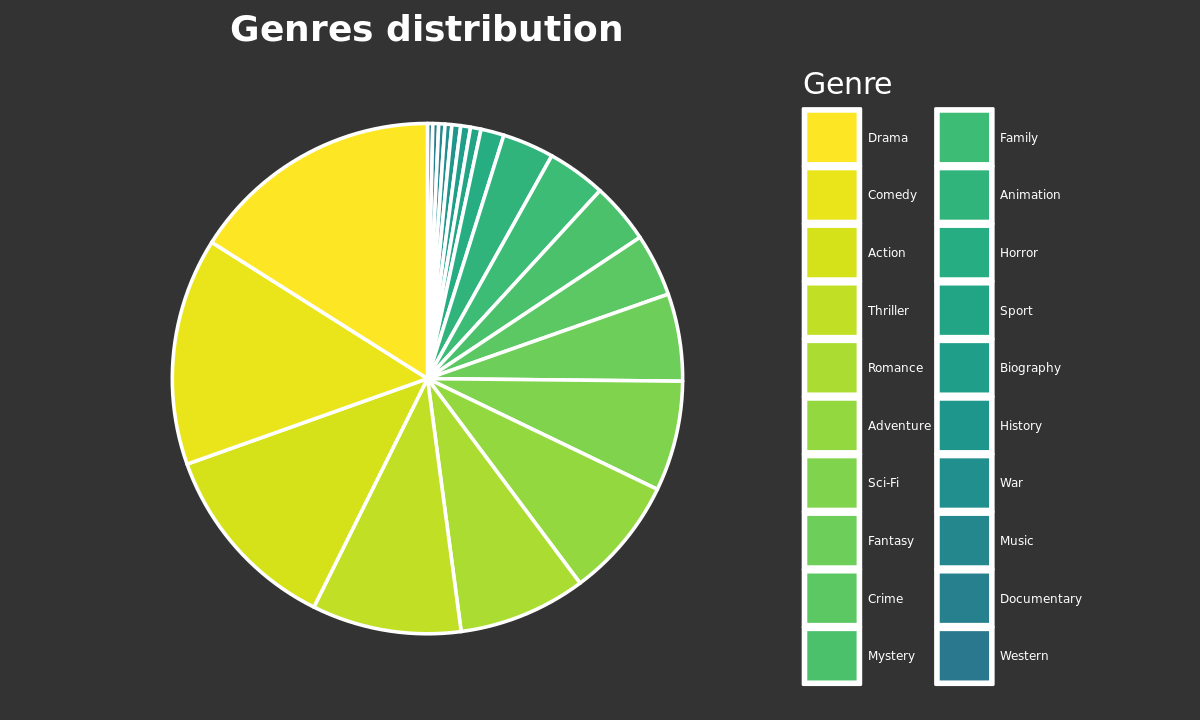 Genres distribution
Genre
Drama
Comedy
Action
Thriller
Romance
Adventure
Sci-Fi
Fantasy
Crime
Mystery
Family
Animation
Horror
Sport
Biography
History
War
Music
Documentary
Western